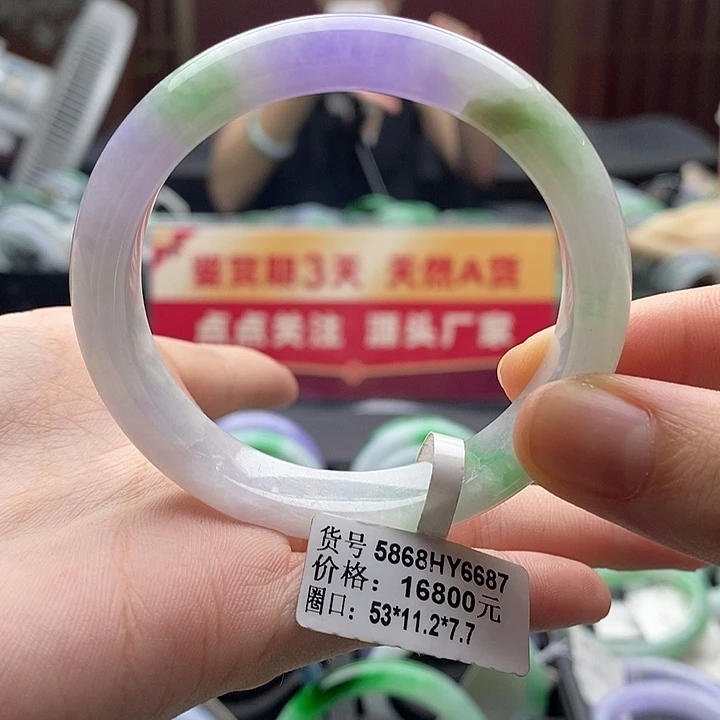 鉴赏期3天 天然A货
点点关注 源头厂家
货号 5868HY6687
价格：16800元
圈口：53*11.2*7.7